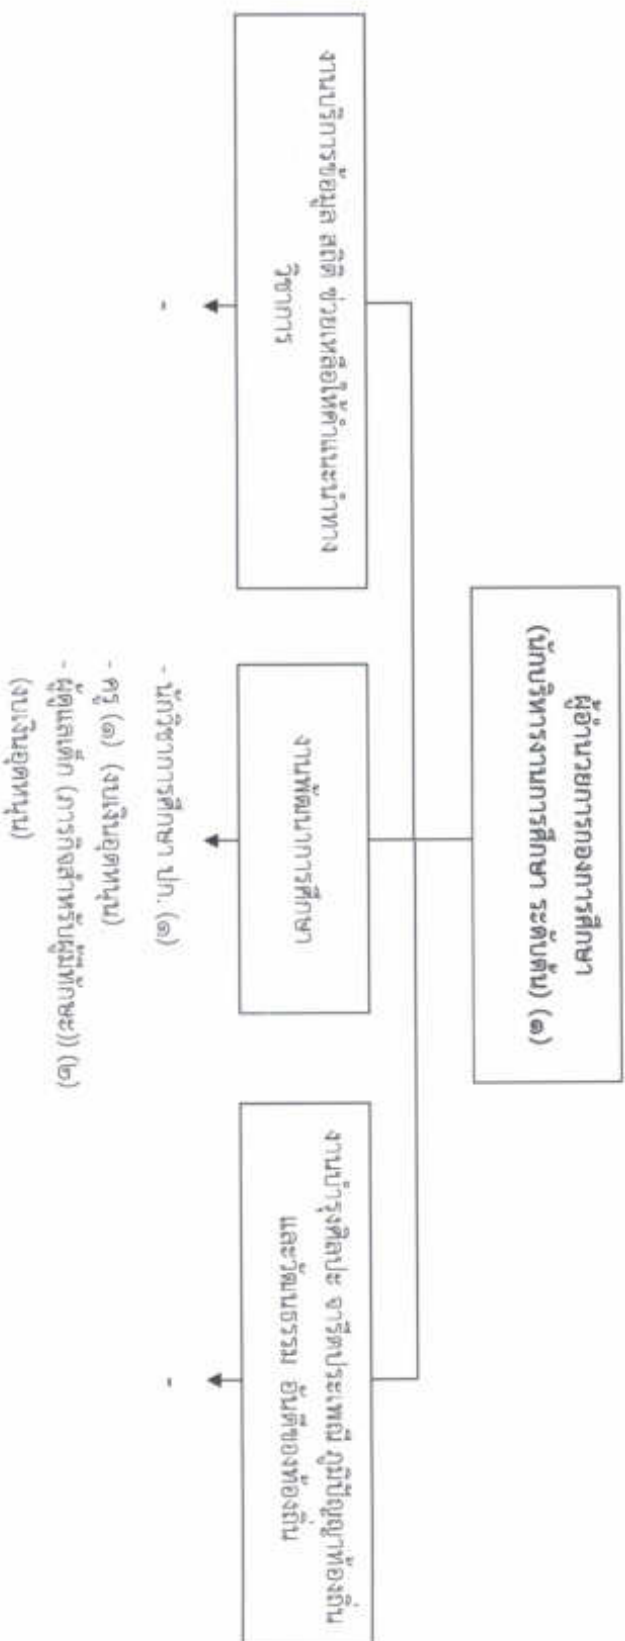 ผู้อำนวยการกองการศึกษา
(นักบริหารงานการศึกษา ระดับต้น) (๑)
งานบริการข้อมูล สถิติ ช่วยเหลือให้คำแนะนำทาง
วิชาการ
-
งานพัฒนาการศึกษา
- นักวิชาการศึกษา ปก. (๑)
- ครู (๑) (งบเงินอุดหนุน)
- ผู้ดูแลเด็ก (ภารกิจสำหรับผู้มีทักษะ)) (๒)
(งบเงินอุดหนุน)
งานบำรุงศิลปะ จารีตประเพณี ภูมิปัญญาท้องถิ่น
และวัฒนธรรม อันดีของท้องถิ่น
-